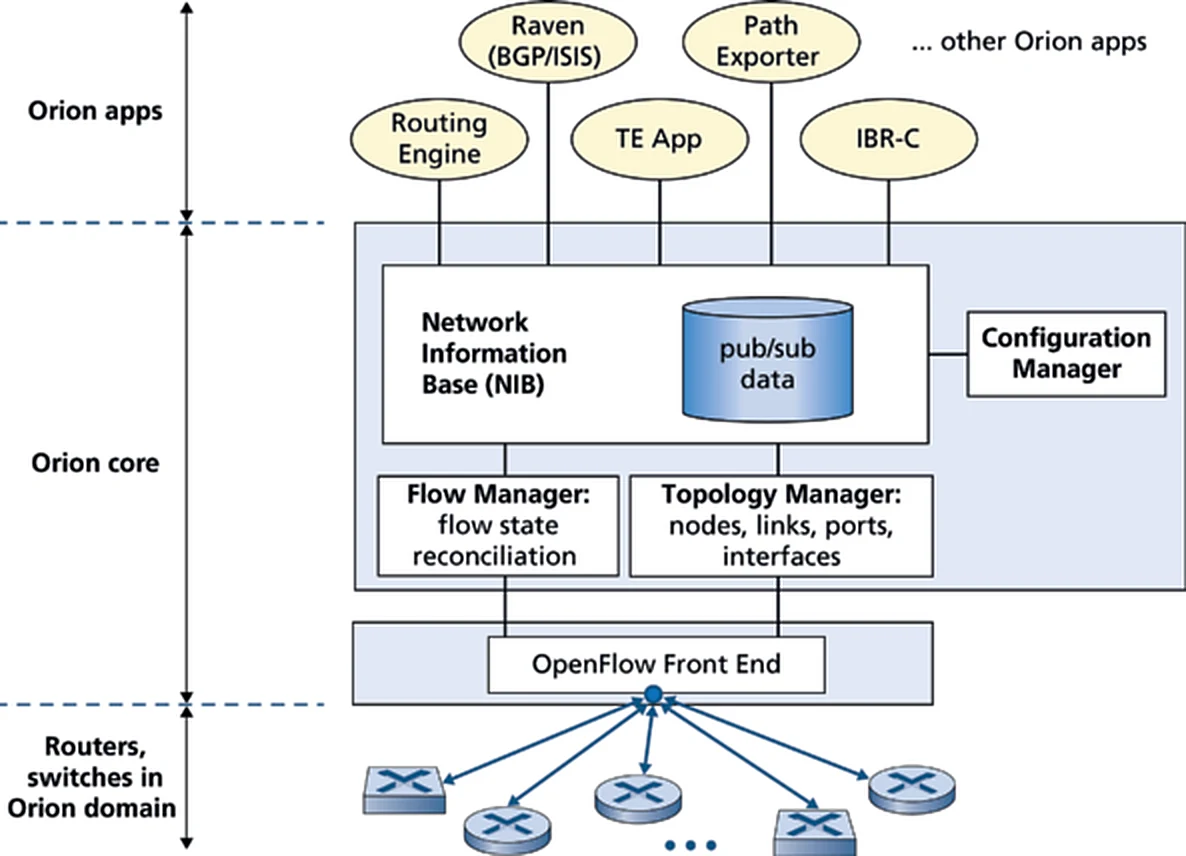 Raven
(BGP/ISIS)
Path
Exporter
... other Orion apps
Orion apps
Routing
Engine
TE App
IBR-C
Network
Information
Base (NIB)
pub/sub
data
Configuration
Manager
Orion core
Flow Manager:
flow state
reconciliation
Topology Manager:
nodes, links, ports,
interfaces
OpenFlow Front End
Routers,
switches in
Orion domain